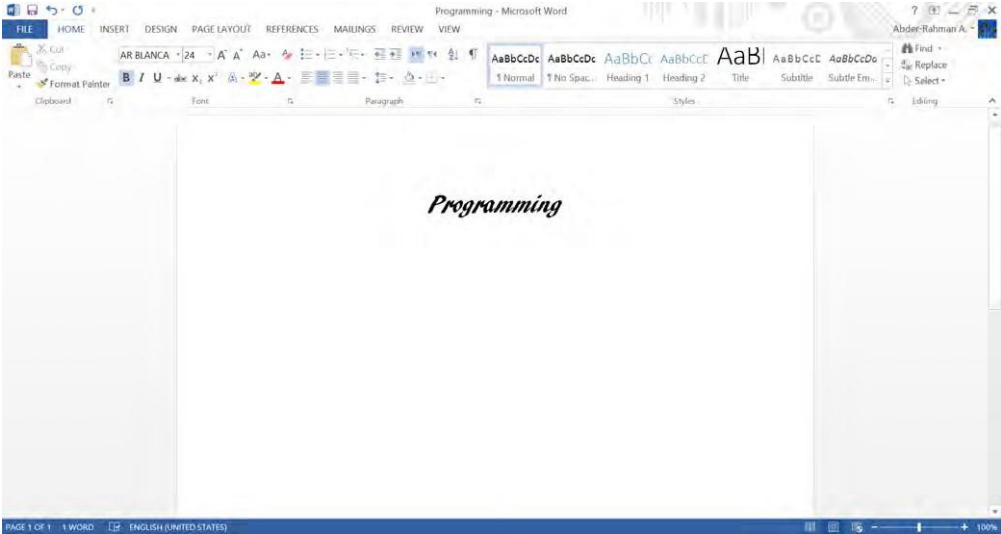 Programming - Microsoft Word
FILE HOME INSERT DESIGN PAGE LAYOUT REFERENCES MAILINGS REVIEW VIEW Abder-Rahman A.
Cut
Copy
Format Painter
Paste
Clipboard
AR BLANCA 24
Font
Paragraph
AaBbCcDc AaBbCcDc AaBbCc AaBbCcC AaB AaBbCcC AaBbCcDc
¶ Normal ¶ No Spac... Heading 1 Heading 2 Title Subtitle Subtle Em...
Styles
Find
Replace
Select
Editing
Programming
PAGE 1 OF 1 1 WORD ENGLISH (UNITED STATES) 100%